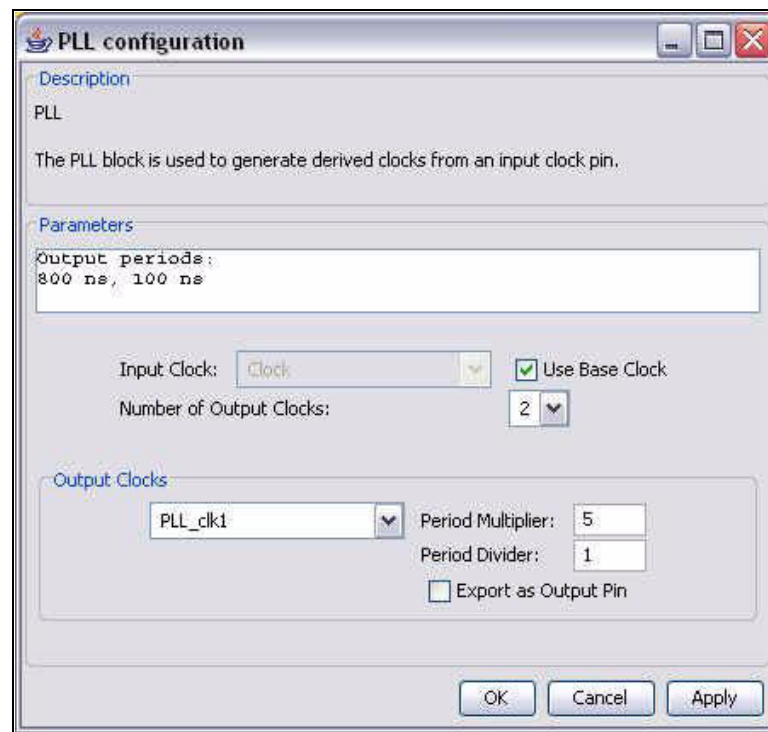 PLL configuration
Description
PLL
The PLL block is used to generate derived clocks from an input clock pin.
Parameters
Output periods:
800 ns, 100 ns
Input Clock: Clock Use Base Clock
Number of Output Clocks: 2
Output Clocks
PLL_clk1 Period Multiplier: 5
Period Divider: 1
Export as Output Pin
OK Cancel Apply